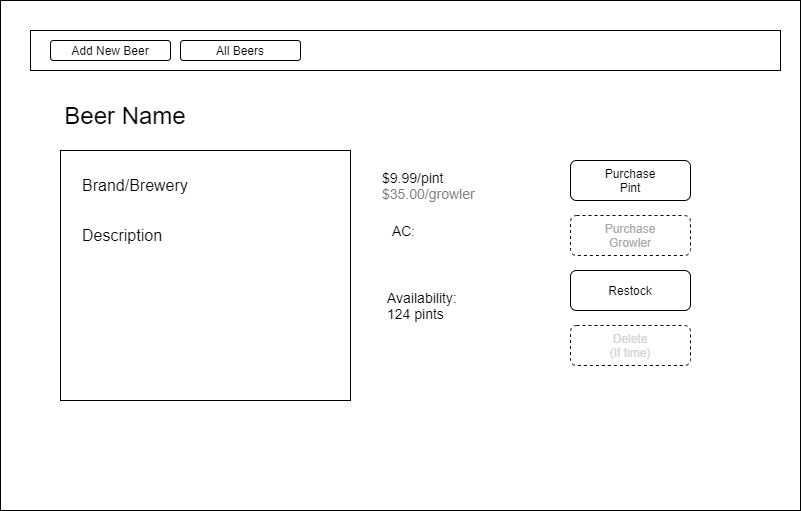 Add New Beer
All Beers
Beer Name
Brand/Brewery
Description
$9.99/pint
$35.00/growler
AC:
Availability:
124 pints
Purchase
Pint
Purchase
Growler
Restock
Delete
(If time)